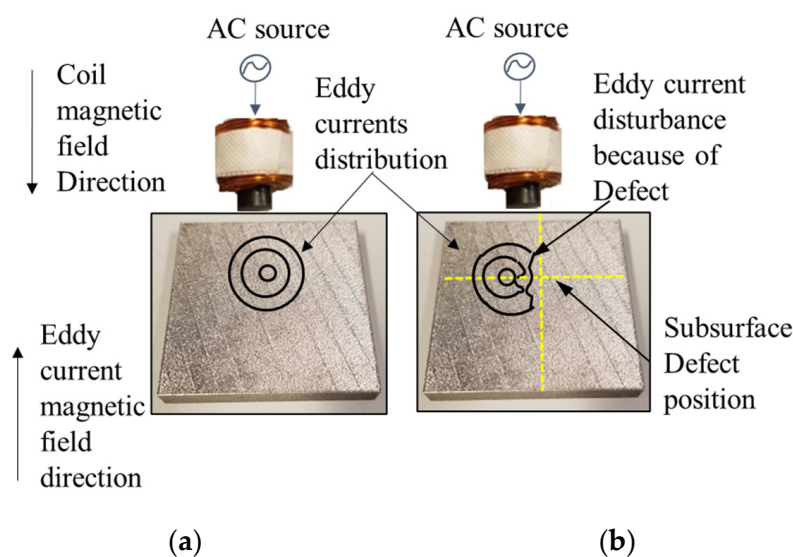 AC source
AC source
Coil
magnetic
field
Direction
Eddy
currents
distribution
Eddy current
disturbance
because of
Defect
Eddy
current
magnetic
field
direction
Subsurface
Defect
position
(a)
(b)